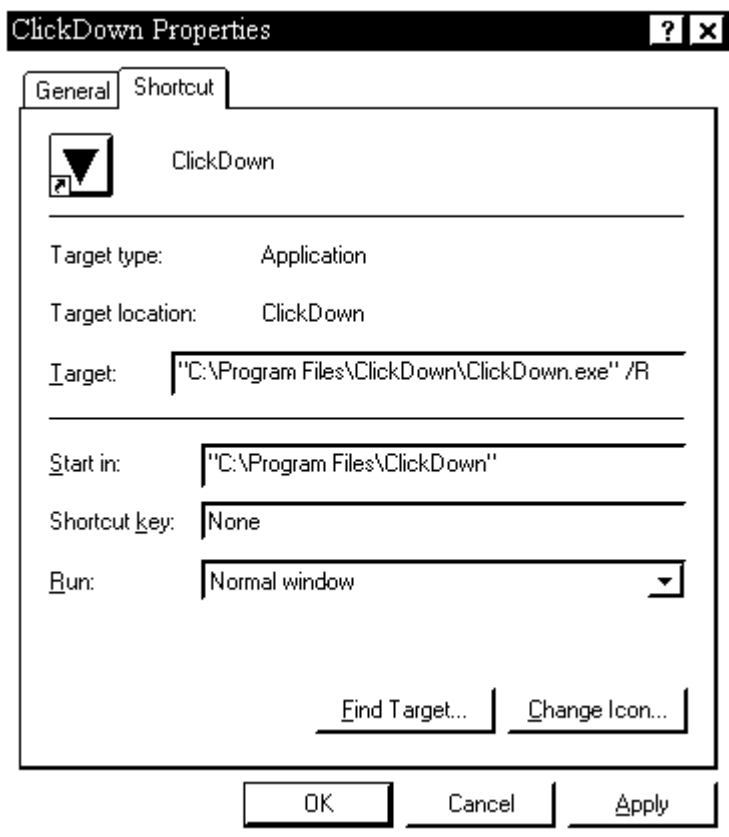 ClickDown Properties ? ×
General Shortcut
ClickDown
Target type: Application
Target location: ClickDown
Target: "C:\Program Files\ClickDown\ClickDown.exe" /R
Start in: "C:\Program Files\ClickDown"
Shortcut key: None
Run: Normal window
Find Target... Change Icon...
OK Cancel Apply